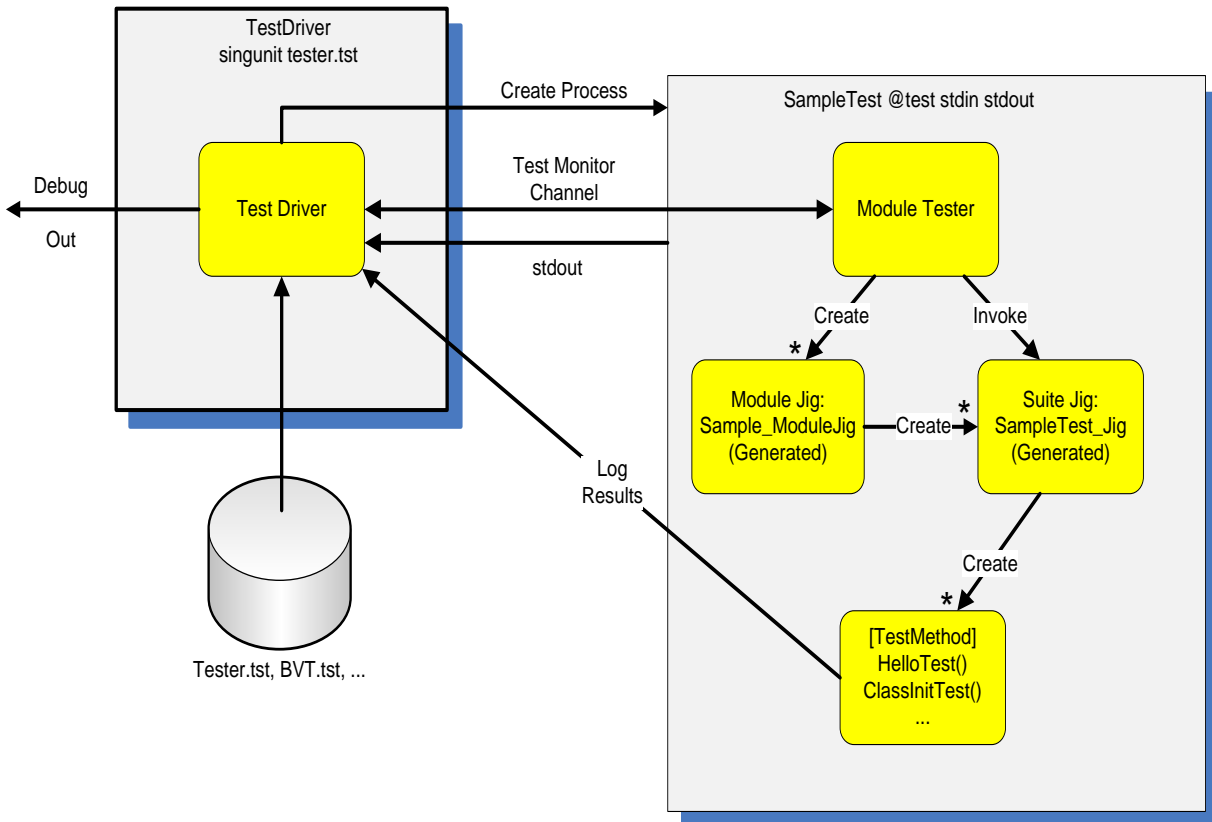 TestDriver
singunit tester.tst
Create Process
SampleTest @test stdin stdout
Debug
Out
Test Driver
Test Monitor
Channel
stdout
Module Tester
Create
Invoke
*
Module Jig:
Sample_ModuleJig
(Generated)
Create
*
Suite Jig:
SampleTest_Jig
(Generated)
Log
Results
Create
*
[TestMethod]
HelloTest()
ClassInitTest()
...
Tester.tst, BVT.tst, ...